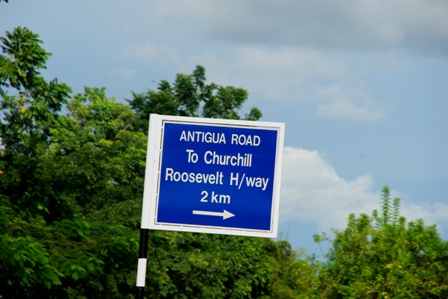 ANTIGUA ROAD
To Churchill
Roosevelt H/way
2 km